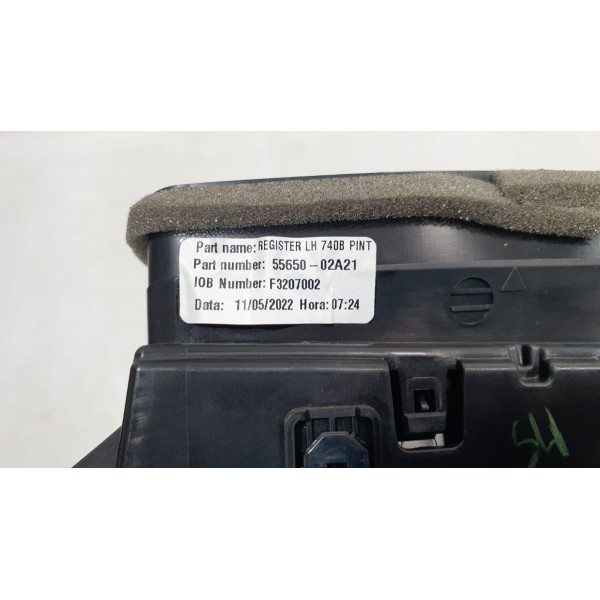 Part name: REGISTER LH 740B PINT
Part number: 55650-02A21
JOB Number: F3207002
Data: 11/05/2022 Hora: 07:24